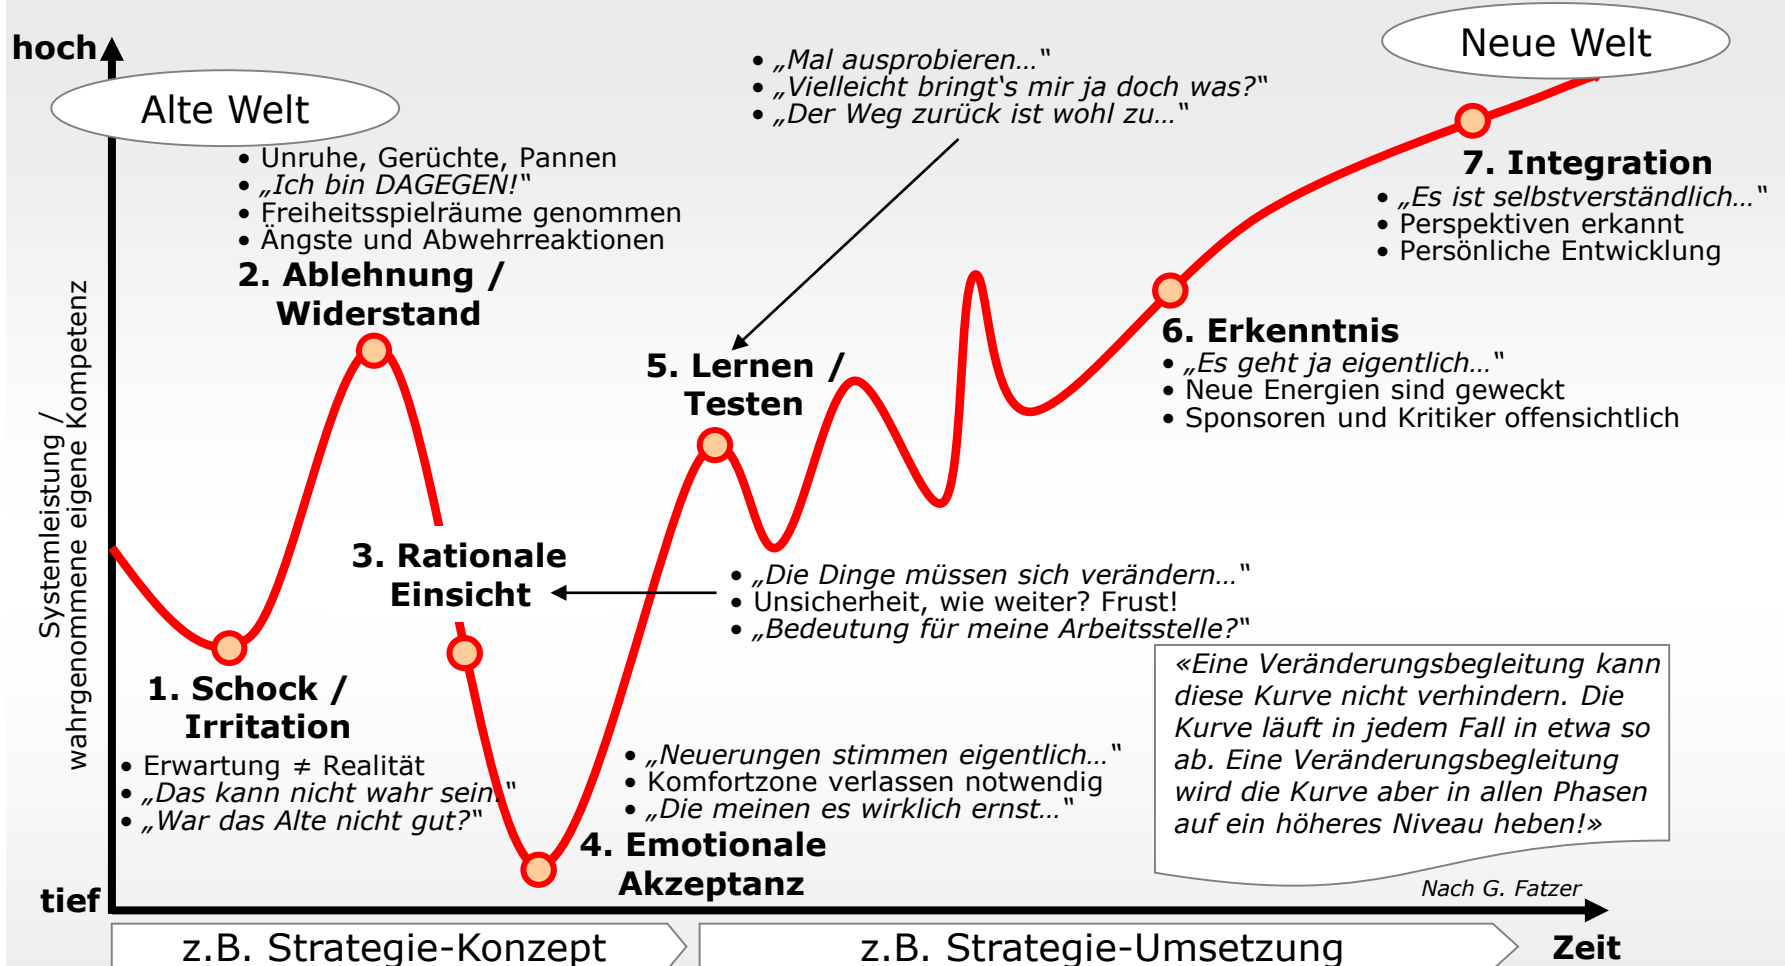 hoch
Alte Welt
Neue Welt
• „Mal ausprobieren…“
• „Vielleicht bringt‘s mir ja doch was?“
• „Der Weg zurück ist wohl zu…“
• Unruhe, Gerüchte, Pannen
• „Ich bin DAGEGEN!“
• Freiheitsspielräume genommen
• Ängste und Abwehrreaktionen
2. Ablehnung /
Widerstand
7. Integration
• „Es ist selbstverständlich…“
• Perspektiven erkannt
• Persönliche Entwicklung
6. Erkenntnis
• „Es geht ja eigentlich…“
• Neue Energien sind geweckt
• Sponsoren und Kritiker offensichtlich
5. Lernen /
Testen
Systemleistung /
wahrgenommene eigene Kompetenz
3. Rationale
Einsicht
• „Die Dinge müssen sich verändern…“
• Unsicherheit, wie weiter? Frust!
• „Bedeutung für meine Arbeitsstelle?“
1. Schock /
Irritation
• Erwartung ≠ Realität
• „Das kann nicht wahr sein.“
• „War das Alte nicht gut?“
• „Neuerungen stimmen eigentlich…“
• Komfortzone verlassen notwendig
• „Die meinen es wirklich ernst…“
4. Emotionale
Akzeptanz
«Eine Veränderungsbegleitung kann
diese Kurve nicht verhindern. Die
Kurve läuft in jedem Fall in etwa so
ab. Eine Veränderungsbegleitung
wird die Kurve aber in allen Phasen
auf ein höheres Niveau heben!»
Nach G. Fatzer
tief
z.B. Strategie-Konzept
z.B. Strategie-Umsetzung
Zeit